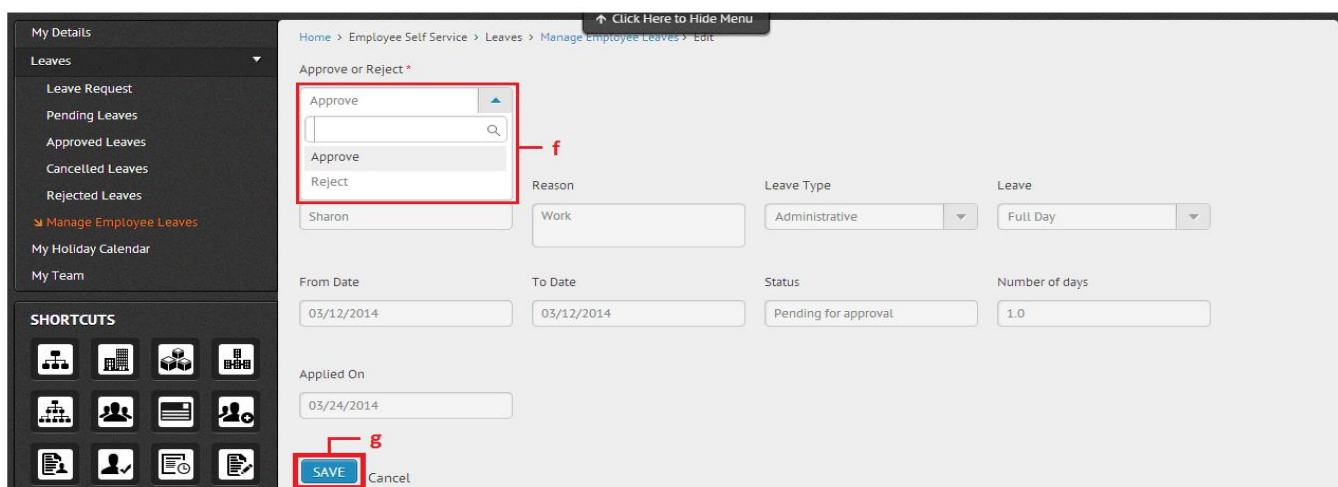 ↑ Click Here to Hide Menu
My Details
Leaves
Leave Request
Pending Leaves
Approved Leaves
Cancelled Leaves
Rejected Leaves
Manage Employee Leaves
My Holiday Calendar
My Team
SHORTCUTS
Home > Employee Self Service > Leaves > Manage Employee Leaves > Edit
Approve or Reject *
Approve
Approve
Reject
f
Reason Leave Type Leave
Sharon Work Administrative Full Day
From Date To Date Status Number of days
03/12/2014 03/12/2014 Pending for approval 1.0
Applied On
03/24/2014
g
SAVE Cancel